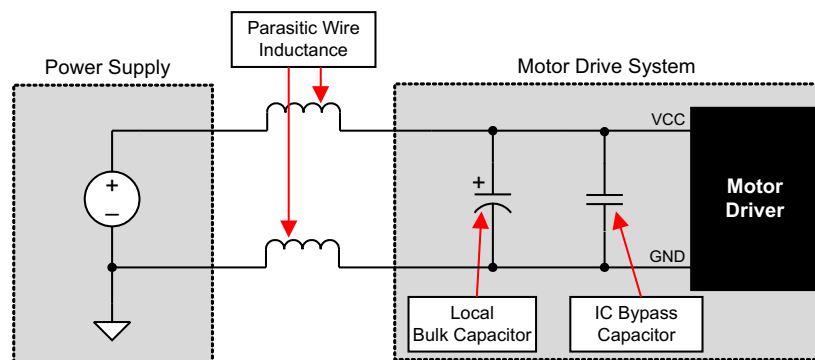 Parasitic Wire
Inductance
Power Supply
Motor Drive System
VCC
+
–
+
Motor
Driver
GND
Local
Bulk Capacitor
IC Bypass
Capacitor